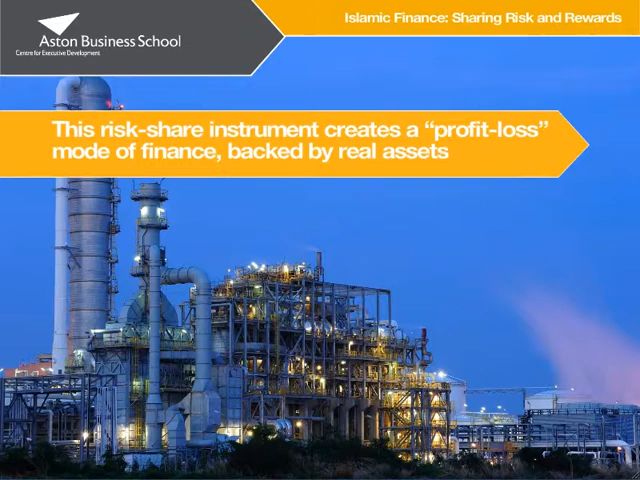 Islamic Finance: Sharing Risk and Rewards
Aston Business School
Centre for Executive Development
This risk-share instrument creates a “profit-loss”
mode of finance, backed by real assets